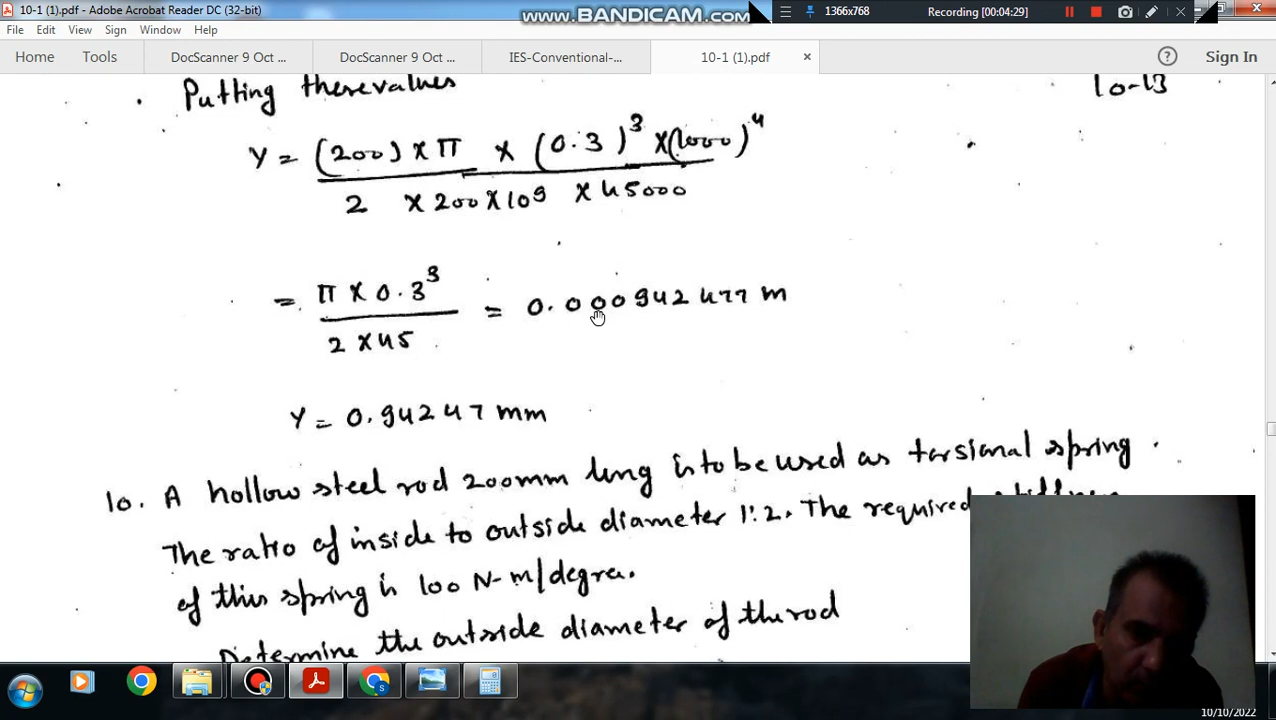 10-1 (1).pdf - Adobe Acrobat Reader DC (32-bit)
www.BANDICAM.com
1366x768
Recording [00:04:29]
File Edit View Sign Window Help
Home Tools DocScanner 9 Oct ... DocScanner 9 Oct ... IES-Conventional-... 10-1 (1).pdf × ? Sign In
Putting these values
10-13
Y = (200) × π × (0.3)³ × (1000)⁴
2 × 200 × 10⁹ × 45000
= π × 0.3³ = 0.000942477 m
2 × 45
Y = 0.94247 mm
10. A hollow steel rod 200mm long is to be used as torsional spring.
The ratio of inside to outside diameter 1:2. The required stiffness
of this spring is 100 N-m/degree.
Determine the outside diameter of the rod
10/10/2022